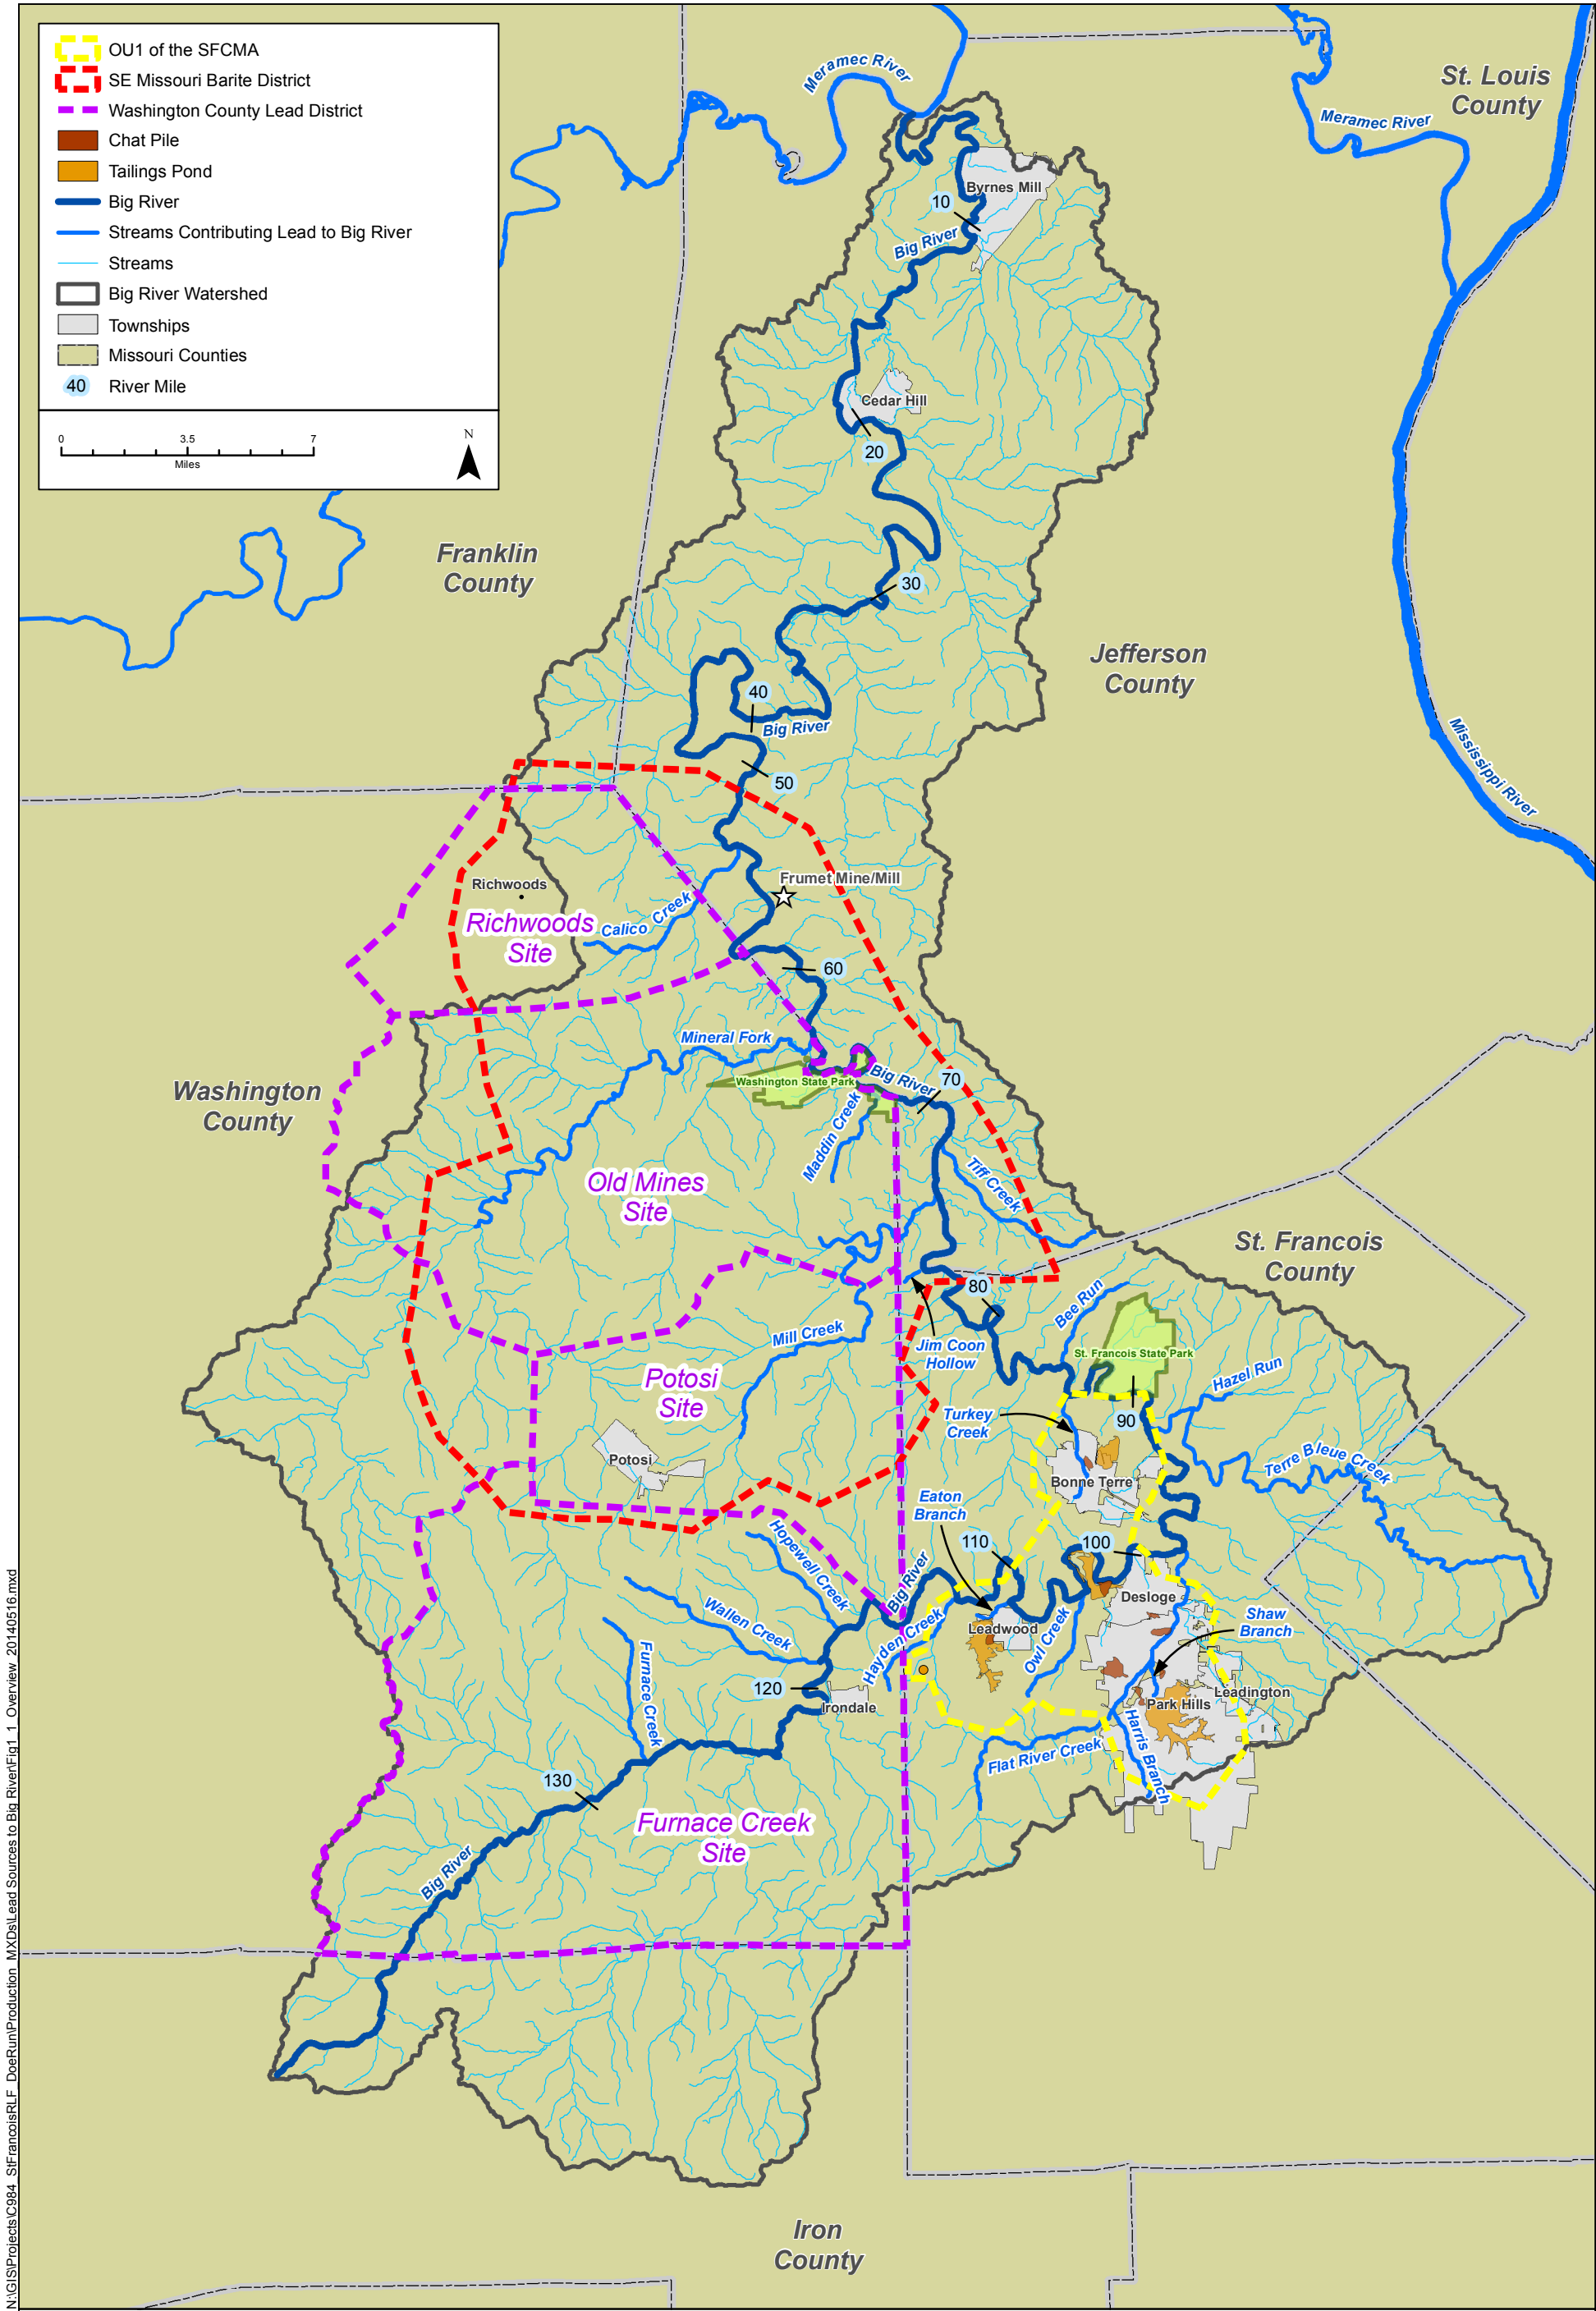 OU1 of the SFCMA
SE Missouri Barite District
Washington County Lead District
Chat Pile
Tailings Pond
Big River
Streams Contributing Lead to Big River
Streams
Big River Watershed
Townships
Missouri Counties
40 River Mile
0 3.5 7
Miles
N
Meramec River
St. Louis
County
Meramec River
Byrnes Mill
10
Big River
Cedar Hill
20
Franklin
County
30
Jefferson
County
40
Big River
Mississippi River
50
Frumet Mine/Mill
Richwoods
Richwoods
Site
Calico Creek
60
Mineral Fork
Washington State Park
Big River
70
Washington
County
Maddin Creek
Tiff Creek
Old Mines
Site
St. Francois
County
80
Bee Run
Mill Creek
Jim Coon
Hollow
St. Francois State Park
Hazel Run
Potosi
Site
Turkey
Creek
90
Potosi
Bonne Terre
Terre Bleue Creek
Eaton
Branch
Hopewell Creek
110
100
Big River
Desloge
Wallen Creek
Hayden Creek
Leadwood
Owl Creek
Shaw
Branch
Furnace Creek
120
Irondale
Park Hills
Leadington
Flat River Creek
Harris Branch
130
Furnace Creek
Site
Big River
Iron
County
N:\GIS\Projects\C984_StFrancoisRLF_DoeRun\Production_MXDs\Lead Sources to Big River\Fig1_1_Overview_20140516.mxd